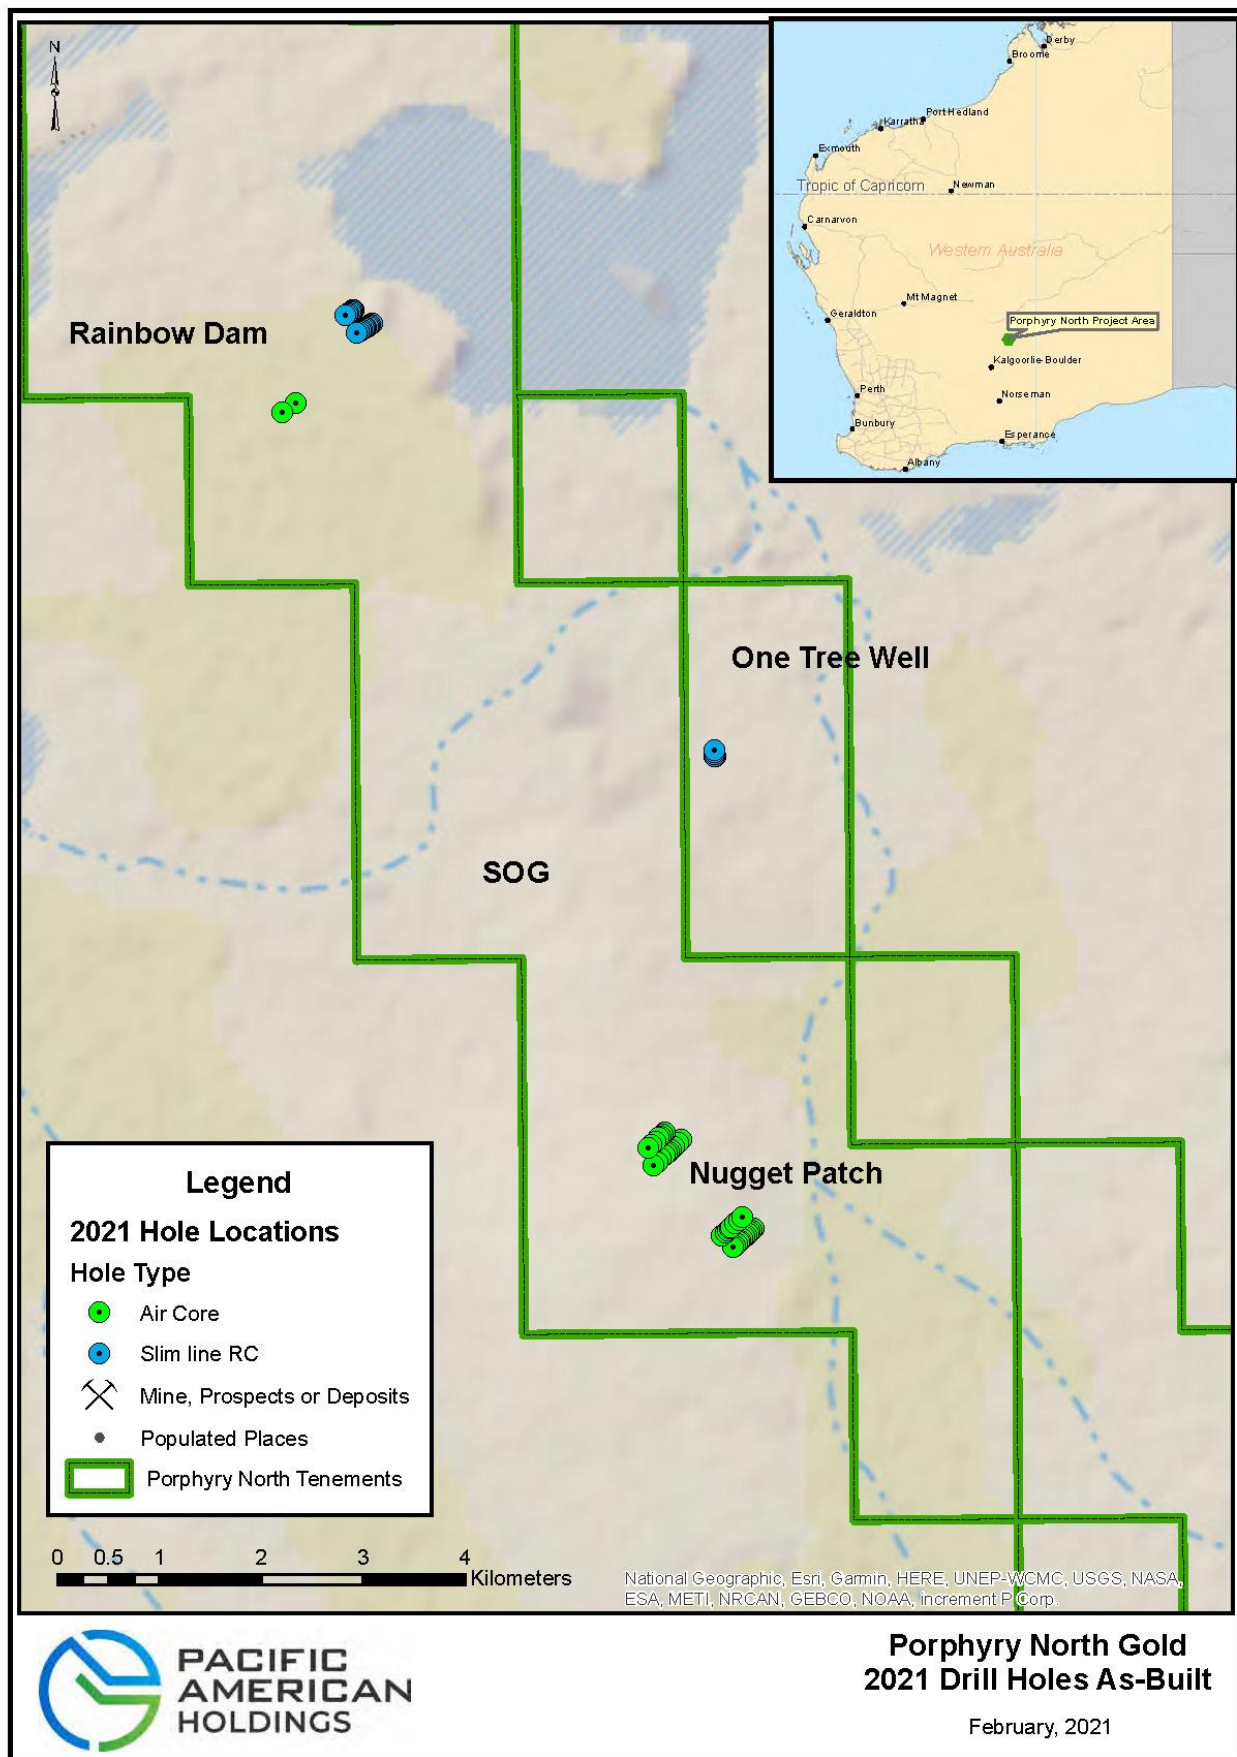 N
Derby
Broome
Port Hedland
Karratha
Exmouth
Tropic of Capricorn
Newman
Carnarvon
Western Australia
Mt Magnet
Geraldton
Porphyry North Project Area
Kalgoorlie-Boulder
Perth
Norseman
Bunbury
Esperance
Albany
Rainbow Dam
One Tree Well
SOG
Nugget Patch
Legend
2021 Hole Locations
Hole Type
Air Core
Slim line RC
Mine, Prospects or Deposits
Populated Places
Porphyry North Tenements
0 0.5 1 2 3 4
Kilometers
National Geographic, Esri, Garmin, HERE, UNEP-WCMC, USGS, NASA,
ESA, METI, NRCAN, GEBCO, NOAA, increment P Corp.
PACIFIC
AMERICAN
HOLDINGS
Porphyry North Gold
2021 Drill Holes As-Built
February, 2021